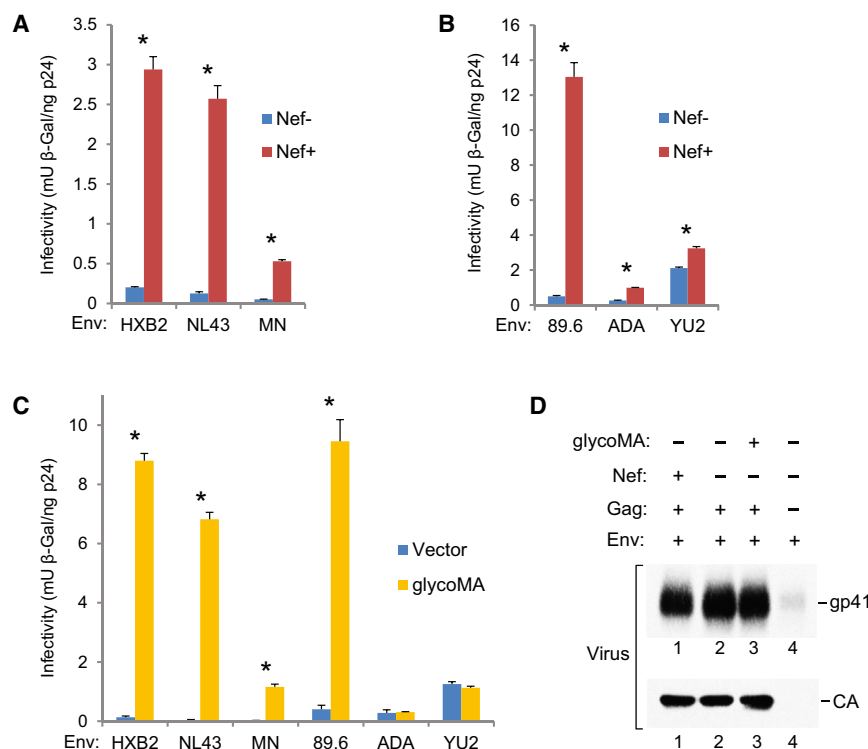 A
Infectivity (mU β-Gal/ng p24)
3.5
3
2.5
2
1.5
1
0.5
0
*
*
*
Nef-
Nef+
Env: HXB2 NL43 MN
B
Infectivity (mU β-Gal/ng p24)
16
14
12
10
8
6
4
2
0
*
*
*
Nef-
Nef+
Env: 89.6 ADA YU2
C
Infectivity (mU β-Gal/ng p24)
10
8
6
4
2
0
*
*
*
*
Vector
glycoMA
Env: HXB2 NL43 MN 89.6 ADA YU2
D
glycoMA: – – + –
Nef: + – – –
Gag: + + + –
Env: + + + +
Virus
gp41
1 2 3 4
CA
1 2 3 4